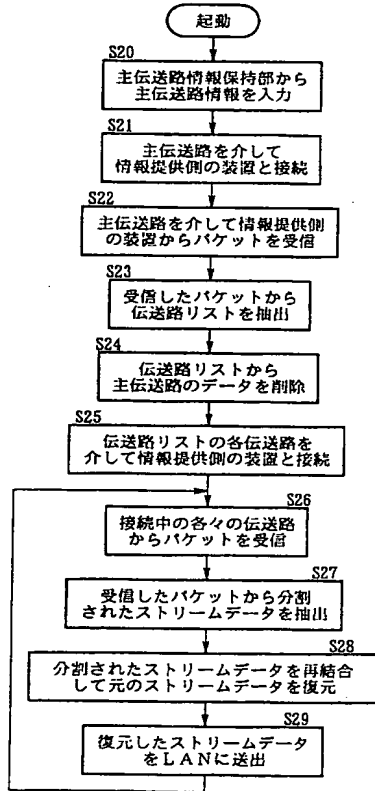 起動
S20
主伝送路情報保持部から
主伝送路情報を入力
S21
主伝送路を介して
情報提供側の装置と接続
S22
主伝送路を介して情報提供側
の装置からパケットを受信
S23
受信したパケットから
伝送路リストを抽出
S24
伝送路リストから
主伝送路のデータを削除
S25
伝送路リストの各伝送路を
介して情報提供側の装置と接続
S26
接続中の各々の伝送路
からパケットを受信
S27
受信したパケットから分割
されたストリームデータを抽出
S28
分割されたストリームデータを再結合
して元のストリームデータを復元
S29
復元したストリームデータ
をLANに送出